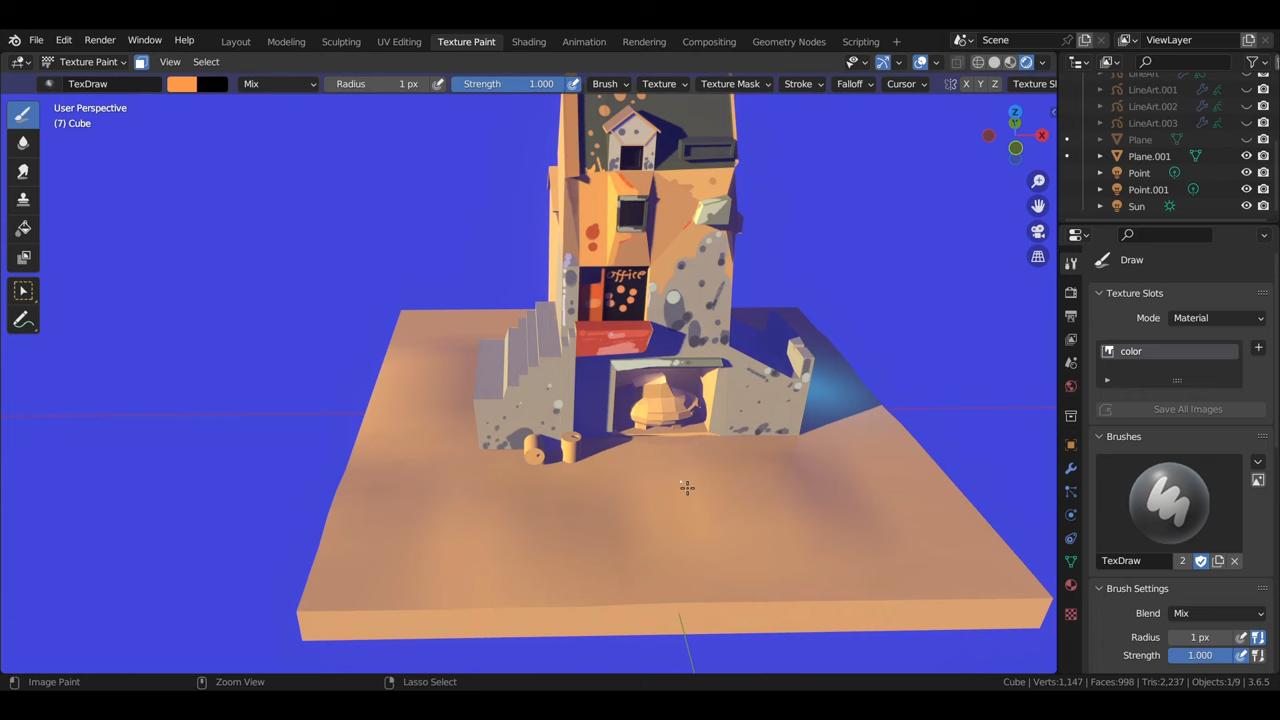 File Edit Render Window Help Layout Modeling Sculpting UV Editing Texture Paint Shading Animation Rendering Compositing Geometry Nodes Scripting + Scene ViewLayer
Texture Paint View Select
TexDraw Mix Radius 1 px Strength 1.000 Brush Texture Texture Mask Stroke Falloff Cursor X Y Z Texture Sl
User Perspective
(7) Cube
Z
Y
X
office
LineArt
LineArt.001
LineArt.002
LineArt.003
Plane
Plane.001
Point
Point.001
Sun
Draw
Texture Slots
Mode Material
color
Save All Images
Brushes
TexDraw 2
Brush Settings
Blend Mix
Radius 1 px
Strength 1.000
Image Paint Zoom View Lasso Select Cube | Verts:1,147 | Faces:998 | Tris:2,237 | Objects:1/9 | 3.6.5